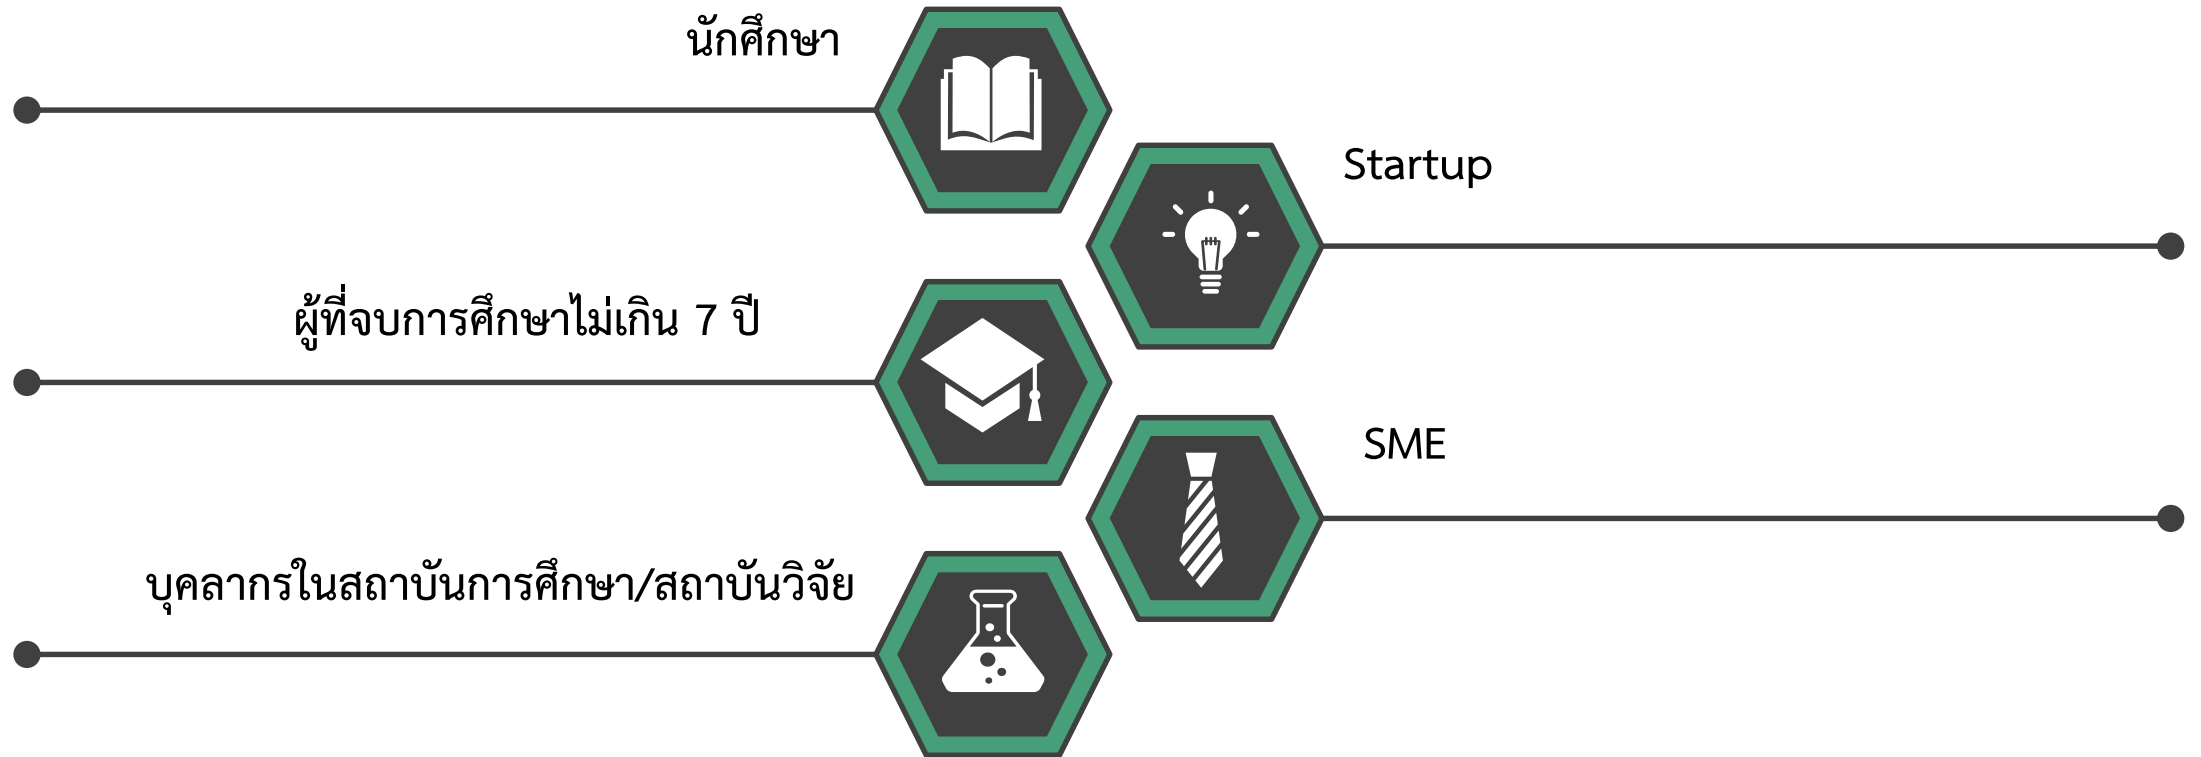 นักศึกษา
Startup
ผู้ที่จบการศึกษาไม่เกิน 7 ปี
SME
บุคลากรในสถาบันการศึกษา/สถาบันวิจัย